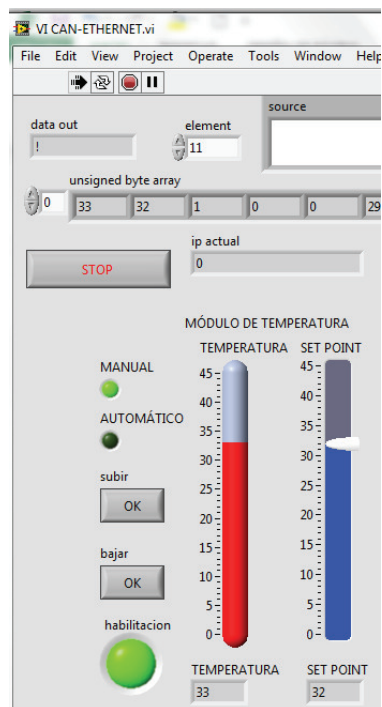 VI CAN-ETHERNET.vi
File Edit View Project Operate Tools Window Help
source
data out element
! 11
unsigned byte array
0 33 32 1 0 0 29
ip actual
STOP 0
MÓDULO DE TEMPERATURA
TEMPERATURA SET POINT
MANUAL
45 45
40 40
AUTOMÁTICO
35 35
30 30
subir
25 25
OK
20 20
bajar
15 15
OK
10 10
5 5
habilitacion
0 0
TEMPERATURA SET POINT
33 32